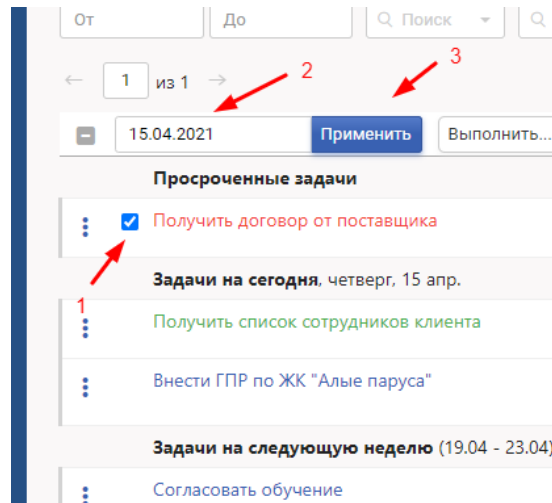 От До Поиск
3
2
1 из 1
15.04.2021 Применить Выполнить...
Просроченные задачи
Получить договор от поставщика
Задачи на сегодня, четверг, 15 апр.
1
Получить список сотрудников клиента
Внести ГПР по ЖК "Алые паруса"
Задачи на следующую неделю (19.04 - 23.04)
Согласовать обучение